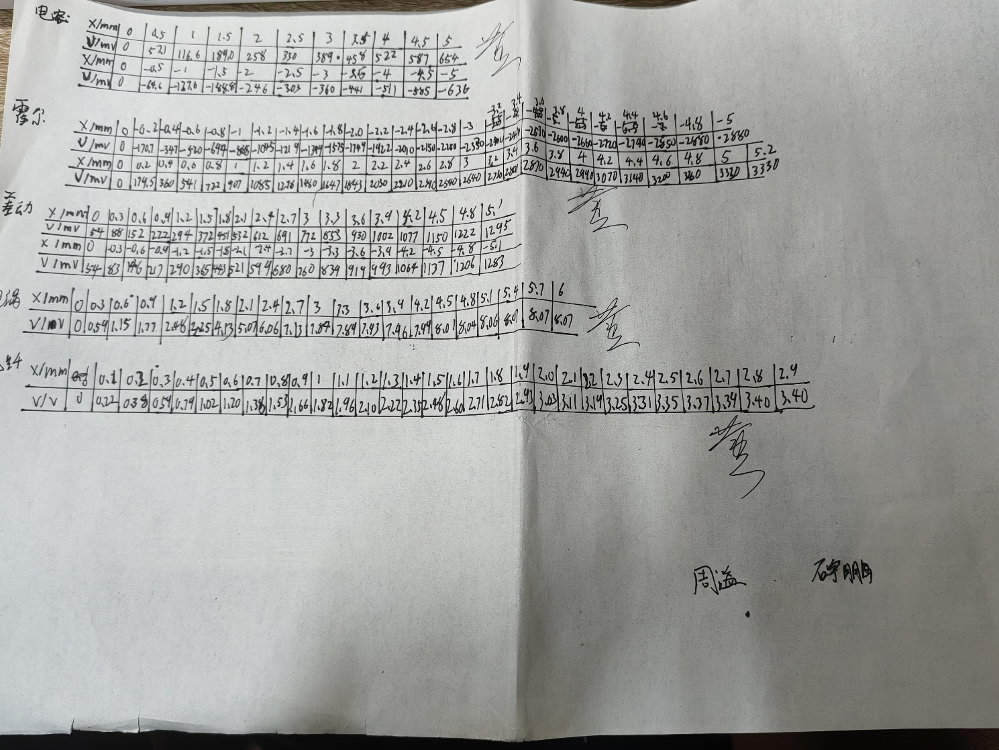 电容:
X/mm 0 0.5 1 1.5 2 2.5 3 3.5 4 4.5 5
V/mv 0 52.1 116.6 189.0 258 330 389. 458 522 587 654
X/mm 0 -0.5 -1 -1.5 -2 -2.5 -3 -3.5 -4 -4.5 -5
V/mv 0 -127.6 -188.8 -246 -303 -360 -441 -511 -585 -636
霍尔
X/mm 0 -0.2 -0.4 -0.6 -0.8 -1 -1.2 -1.4 -1.6 -1.8 -2.0 -2.2 -2.4 -2.6 -2.8 -3 -3.2 -3.4 -3.6 -3.8 -4 -4.2 -4.4 -4.6 -4.8 -5
V/mv 0 -170.7 -347 -520 -694 -868 -1045 -1219 -1394 -1575 -1749 -1922 -2010 -2150 -2250 -2570 -2600 -2660 -2720 -2790 -2850 -2880 -2880
X/mm 0 0.2 0.4 0.6 0.8 1 1.2 1.4 1.6 1.8 2 2.2 2.4 2.6 2.8 3 3.2 3.4 3.6 3.8 4 4.2 4.4 4.6 4.8 5 5.2
V/mv 0 174.5 360 541 722 907 1085 1278 1480 1647 1843 2030 2210 2390 2540 2640 2730 2800 2870 2940 2990 3070 3140 3200 3330 3330
差动
X/mm 0 0.3 0.6 0.9 1.2 1.5 1.8 2.1 2.4 2.7 3 3.3 3.6 3.9 4.2 4.5 4.8 5.1
V/mv 54 88 152 222 294 372 451 532 612 691 772 853 930 1002 1077 1150 1222 1295
X/mm 0 -0.3 -0.6 -0.9 -1.2 -1.5 -1.8 -2.1 -2.4 -2.7 -3 -3.3 -3.6 -3.9 -4.2 -4.5 -4.8 -5.1
V/mV 54 83 146 217 290 365 443 521 599 680 760 839 919 993 1064 1137 1206 1283
涡 X/mm 0 0.3 0.6 0.9 1.2 1.5 1.8 2.1 2.4 2.7 3 3.3 3.6 3.9 4.2 4.5 4.8 5.1 5.4 5.7 6
V/mV 0 0.59 1.15 1.77 2.48 3.25 4.13 5.07 6.06 7.13 7.84 7.89 7.93 7.96 7.99 8.01 8.04 8.06 8.07 8.07 8.07
X/mm 0.1 0.2 0.3 0.4 0.5 0.6 0.7 0.8 0.9 1 1.1 1.2 1.3 1.4 1.5 1.6 1.7 1.8 1.9 2.0 2.1 2.2 2.3 2.4 2.5 2.6 2.7 2.8 2.9
V/V 0 0.22 0.38 0.59 0.79 1.02 1.20 1.38 1.53 1.66 1.82 1.96 2.10 2.22 2.35 2.48 2.60 2.71 2.82 2.93 3.03 3.11 3.19 3.25 3.31 3.35 3.37 3.39 3.40 3.40
周溢